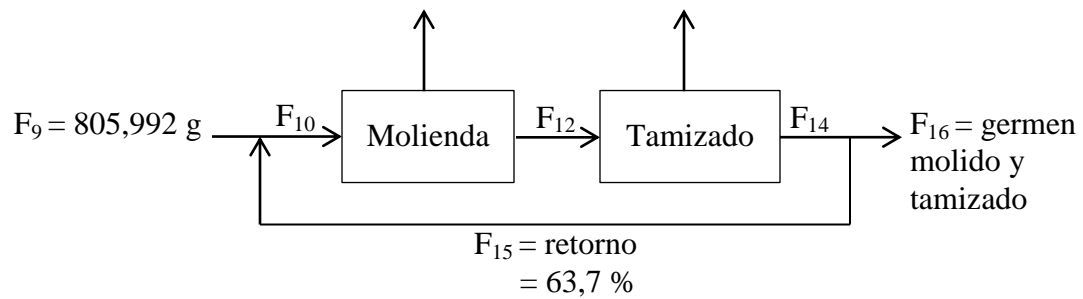 F₉ = 805,992 g
F₁₀
Molienda
F₁₂
Tamizado
F₁₄
F₁₆ = germen
molido y
tamizado
F₁₅ = retorno
= 63,7 %